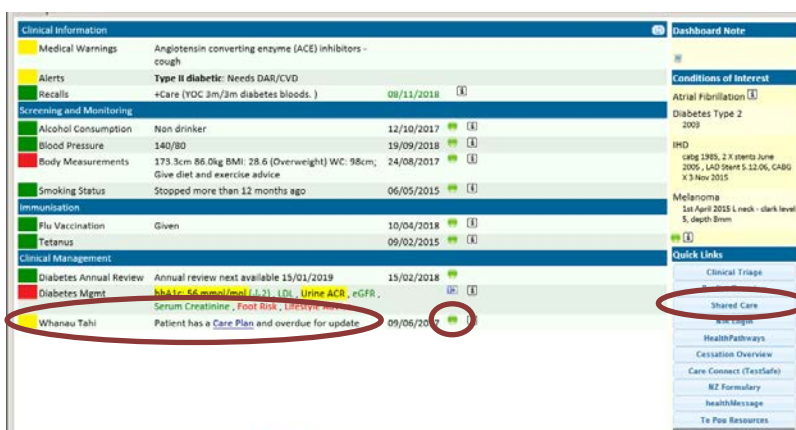 Clinical Information
Medical Warnings Angiotensin converting enzyme (ACE) inhibitors -
cough
Alerts Type II diabetic: Needs DAR/CVD
Recalls +Care (YOC 3m/3m diabetes bloods. ) 08/11/2018
Screening and Monitoring
Alcohol Consumption Non drinker 12/10/2017
Blood Pressure 140/80 19/09/2018
Body Measurements 173.3cm 86.0kg BMI: 28.6 (Overweight) WC: 98cm; 24/08/2017
Give diet and exercise advice
Smoking Status Stopped more than 12 months ago 06/05/2015
Immunisation
Flu Vaccination Given 10/04/2018
Tetanus 09/02/2015
Clinical Management
Diabetes Annual Review Annual review next available 15/01/2019 15/02/2018
Diabetes Mgmt hbA1c: 56 mmol/mol (↓2) , LDL , Urine ACR , eGFR ,
Serum Creatinine , Foot Risk , Lifestyle
Whanau Tahi Patient has a Care Plan and overdue for update 09/06/2017
Dashboard Note
Conditions of Interest
Atrial Fibrillation
Diabetes Type 2
2003
IHD
cabg 1985, 2 X stents June
2005 , LAD Stent 5.12.06, CABG
X 3 Nov 2015
Melanoma
1st April 2015 L neck - clark level
5, depth 8mm
Quick Links
Clinical Triage
Shared Care
Login
HealthPathways
Cessation Overview
Care Connect (TestSafe)
NZ Formulary
healthMessage
Te Pou Resources